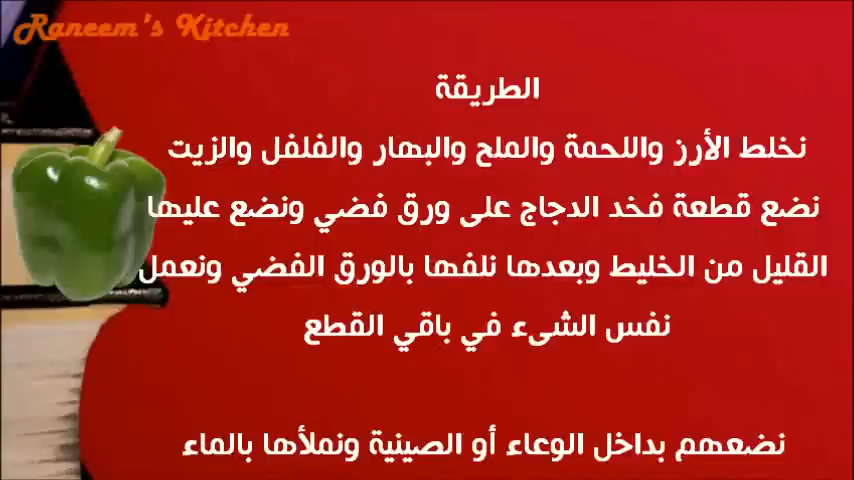 Raneem's Kitchen
الطريقة
نخلط الأرز واللحمة والملح والبهار والفلفل والزيت
نضع قطعة فخد الدجاج على ورق فضي ونضع عليها
القليل من الخليط وبعدها نلفها بالورق الفضي ونعمل
نفس الشىء في باقي القطع
نضعهم بداخل الوعاء أو الصينية ونملأها بالماء